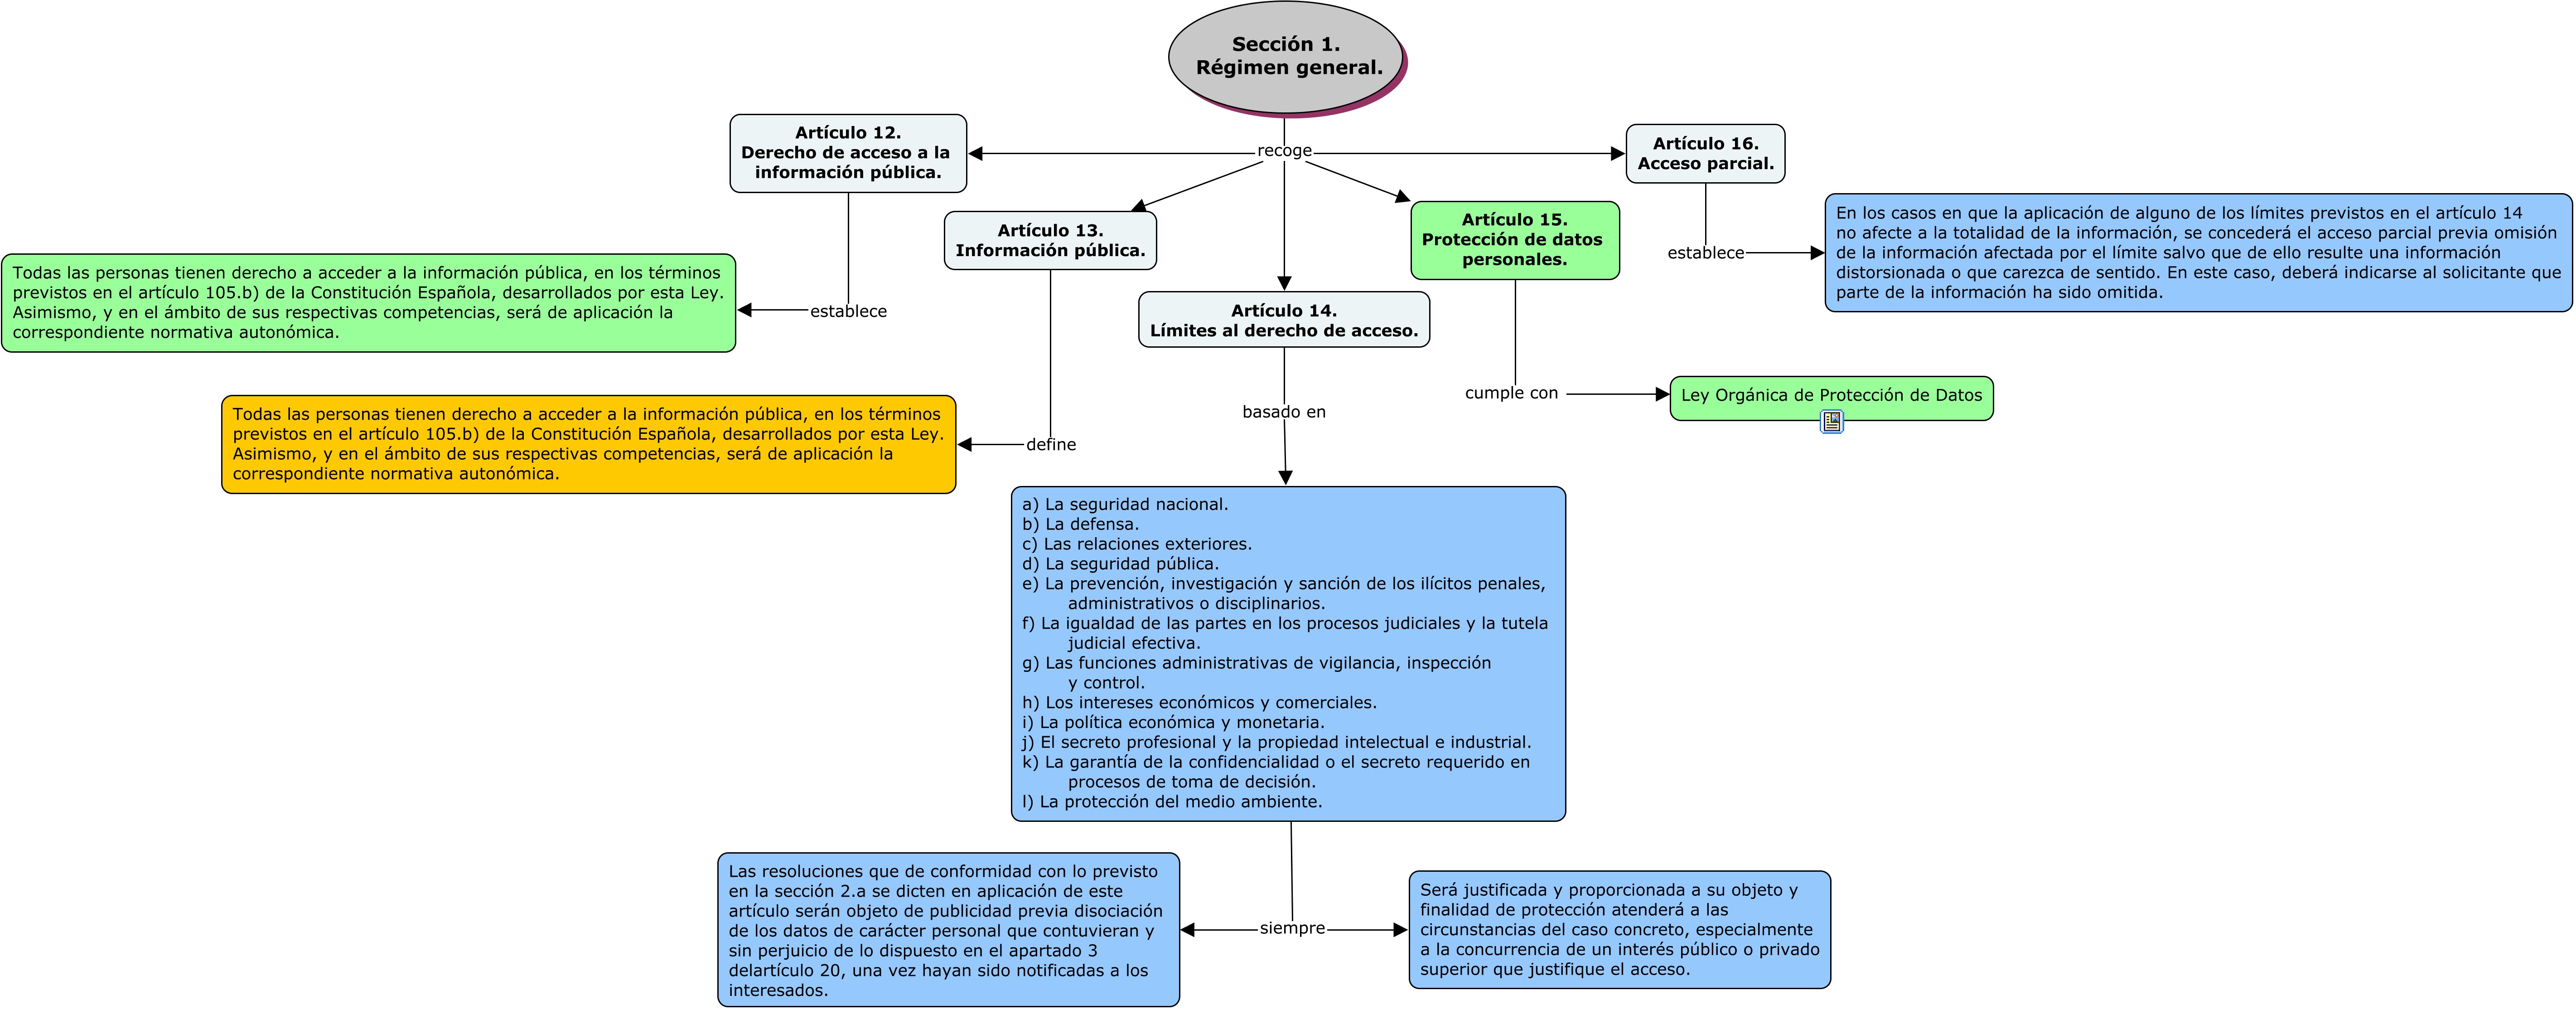 Sección 1.
Régimen general.
recoge
Artículo 12.
Derecho de acceso a la
información pública.
establece
Todas las personas tienen derecho a acceder a la información pública, en los términos
previstos en el artículo 105.b) de la Constitución Española, desarrollados por esta Ley.
Asimismo, y en el ámbito de sus respectivas competencias, será de aplicación la
correspondiente normativa autonómica.
Artículo 13.
Información pública.
define
Todas las personas tienen derecho a acceder a la información pública, en los términos
previstos en el artículo 105.b) de la Constitución Española, desarrollados por esta Ley.
Asimismo, y en el ámbito de sus respectivas competencias, será de aplicación la
correspondiente normativa autonómica.
Artículo 14.
Límites al derecho de acceso.
basado en
a) La seguridad nacional.
b) La defensa.
c) Las relaciones exteriores.
d) La seguridad pública.
e) La prevención, investigación y sanción de los ilícitos penales,
administrativos o disciplinarios.
f) La igualdad de las partes en los procesos judiciales y la tutela
judicial efectiva.
g) Las funciones administrativas de vigilancia, inspección
y control.
h) Los intereses económicos y comerciales.
i) La política económica y monetaria.
j) El secreto profesional y la propiedad intelectual e industrial.
k) La garantía de la confidencialidad o el secreto requerido en
procesos de toma de decisión.
l) La protección del medio ambiente.
siempre
Las resoluciones que de conformidad con lo previsto
en la sección 2.a se dicten en aplicación de este
artículo serán objeto de publicidad previa disociación
de los datos de carácter personal que contuvieran y
sin perjuicio de lo dispuesto en el apartado 3
delartículo 20, una vez hayan sido notificadas a los
interesados.
Será justificada y proporcionada a su objeto y
finalidad de protección atenderá a las
circunstancias del caso concreto, especialmente
a la concurrencia de un interés público o privado
superior que justifique el acceso.
Artículo 15.
Protección de datos
personales.
cumple con
Ley Orgánica de Protección de Datos
Artículo 16.
Acceso parcial.
establece
En los casos en que la aplicación de alguno de los límites previstos en el artículo 14
no afecte a la totalidad de la información, se concederá el acceso parcial previa omisión
de la información afectada por el límite salvo que de ello resulte una información
distorsionada o que carezca de sentido. En este caso, deberá indicarse al solicitante que
parte de la información ha sido omitida.